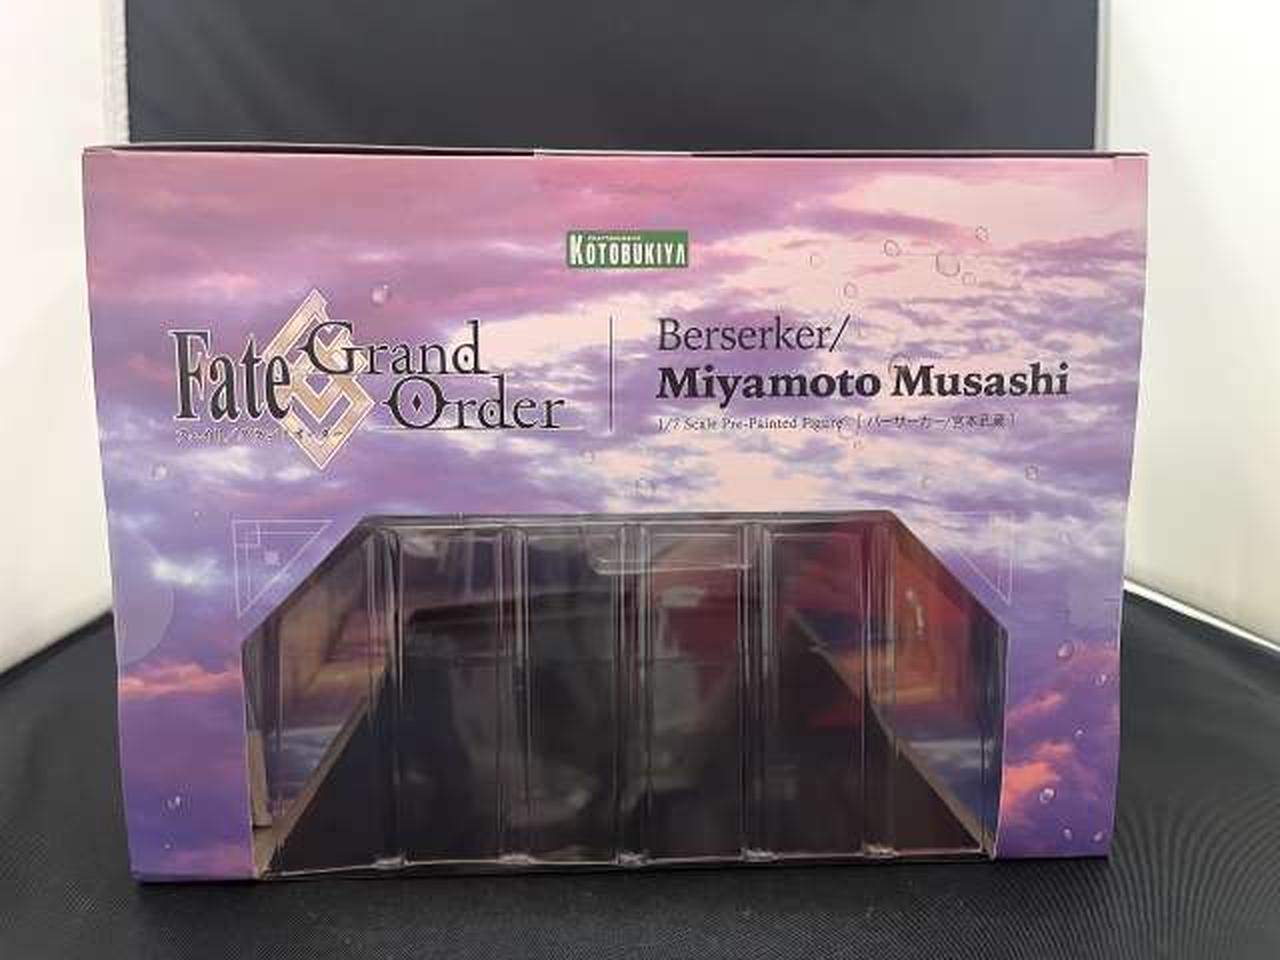 KOTOBUKIYA
Fate
Grand
Order
フェイト/グランドオーダー
Berserker/
Miyamoto Musashi
1/7 Scale Pre-Painted Figure [ バーサーカー/宮本武蔵 ]